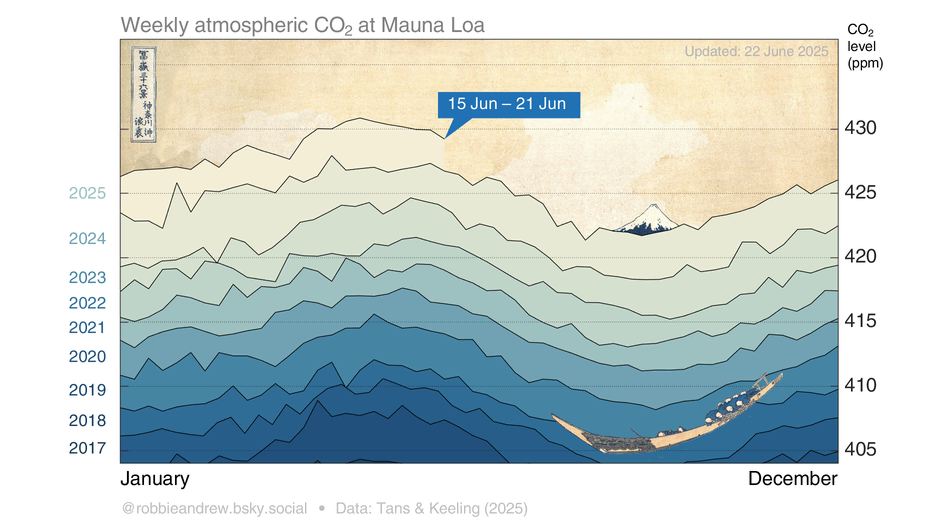 Weekly atmospheric CO₂ at Mauna Loa
CO₂
level
(ppm)
Updated: 22 June 2025
冨嶽三十六景
神奈川沖
浪裏
15 Jun – 21 Jun
430
425
420
415
410
405
2025
2024
2023
2022
2021
2020
2019
2018
2017
January
December
@robbieandrew.bsky.social • Data: Tans & Keeling (2025)